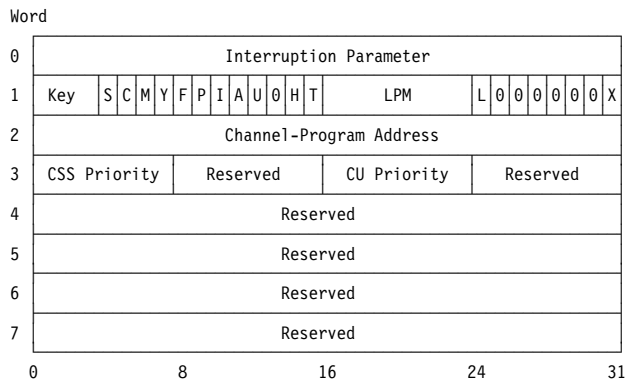 Word
0 Interruption Parameter
1 Key S C M Y F P I A U 0 H T LPM L 0 0 0 0 0 0 X
2 Channel-Program Address
3 CSS Priority Reserved CU Priority Reserved
4 Reserved
5 Reserved
6 Reserved
7 Reserved
0 8 16 24 31